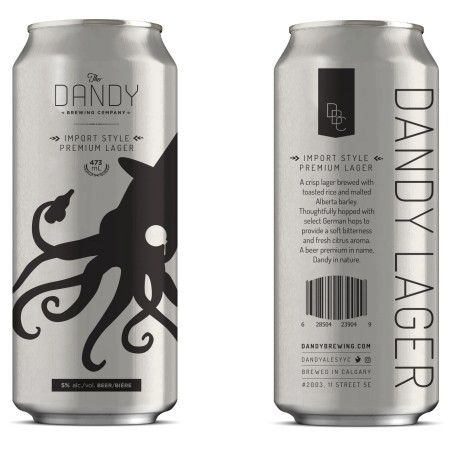 The
DANDY
BREWING COMPANY
IMPORT STYLE
PREMIUM LAGER
473
mL
5% alc./vol. BEER/BIÈRE
DBC
IMPORT STYLE
PREMIUM LAGER
A crisp lager brewed with
toasted rice and malted
Alberta barley.
Thoughtfully hopped with
select German hops to
provide a soft bitterness
and fresh citrus aroma.
A beer premium in name,
Dandy in nature.
6 28504 23904 9
DANDYBREWING.COM
DANDYALESYYC
BREWED IN CALGARY
#2003, 11 STREET SE
DANDY LAGER